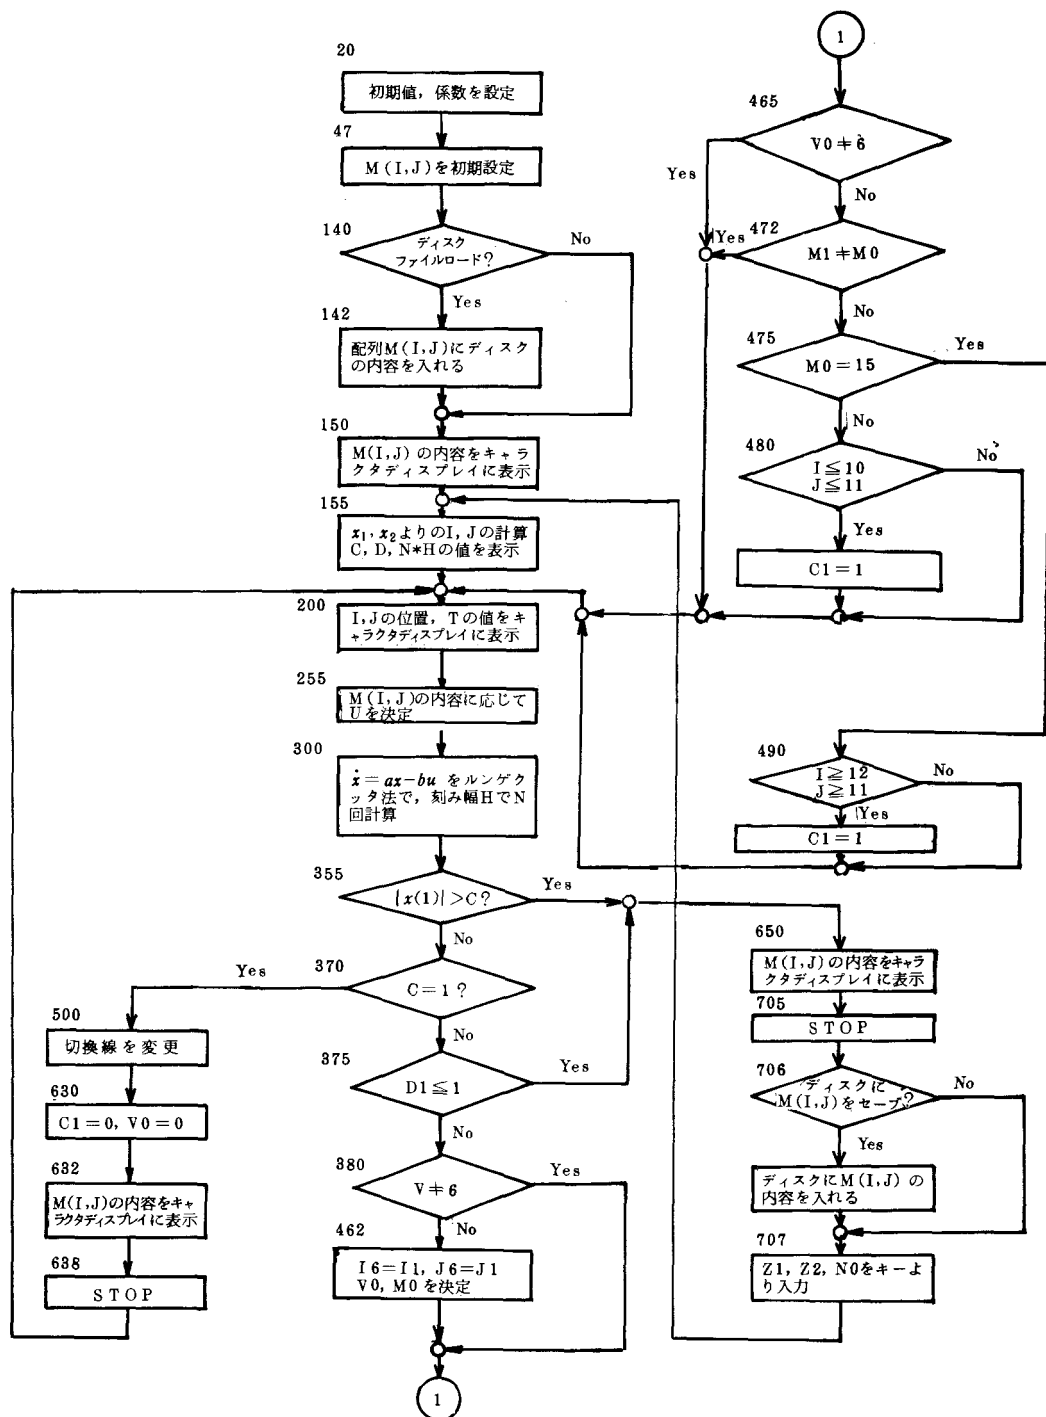 20
初期値，係数を設定
47
M(I,J)を初期設定
140
ディスク
ファイルロード？
No
Yes
142
配列M(I,J)にディスク
の内容を入れる
150
M(I,J)の内容をキャラ
クタディスプレイに表示
155
x₁,x₂よりのI,Jの計算
C,D,N*Hの値を表示
200
I,Jの位置，Tの値をキ
ャラクタディスプレイに表示
255
M(I,J)の内容に応じて
Uを決定
300
ẋ=ax-bu をルンゲク
ッタ法で，刻み幅HでN
回計算
355
|x(1)|>C?
Yes
No
370
C=1?
Yes
No
375
D1≦1
Yes
No
380
V≠6
Yes
No
462
I6=I1, J6=J1
V0, M0を決定
1
500
切換線を変更
630
C1=0, V0=0
632
M(I,J)の内容をキャ
ラクタディスプレイに表示
638
STOP
1
465
V0≠6
Yes
No
472
M1≠M0
Yes
No
475
M0=15
Yes
No
480
I≦10
J≦11
No
Yes
C1=1
490
I≧12
J≧11
No
Yes
C1=1
650
M(I,J)の内容をキャラ
クタディスプレイに表示
705
STOP
706
ディスクに
M(I,J)をセーブ？
No
Yes
ディスクにM(I,J)の
内容を入れる
707
Z1, Z2, N0をキーよ
り入力